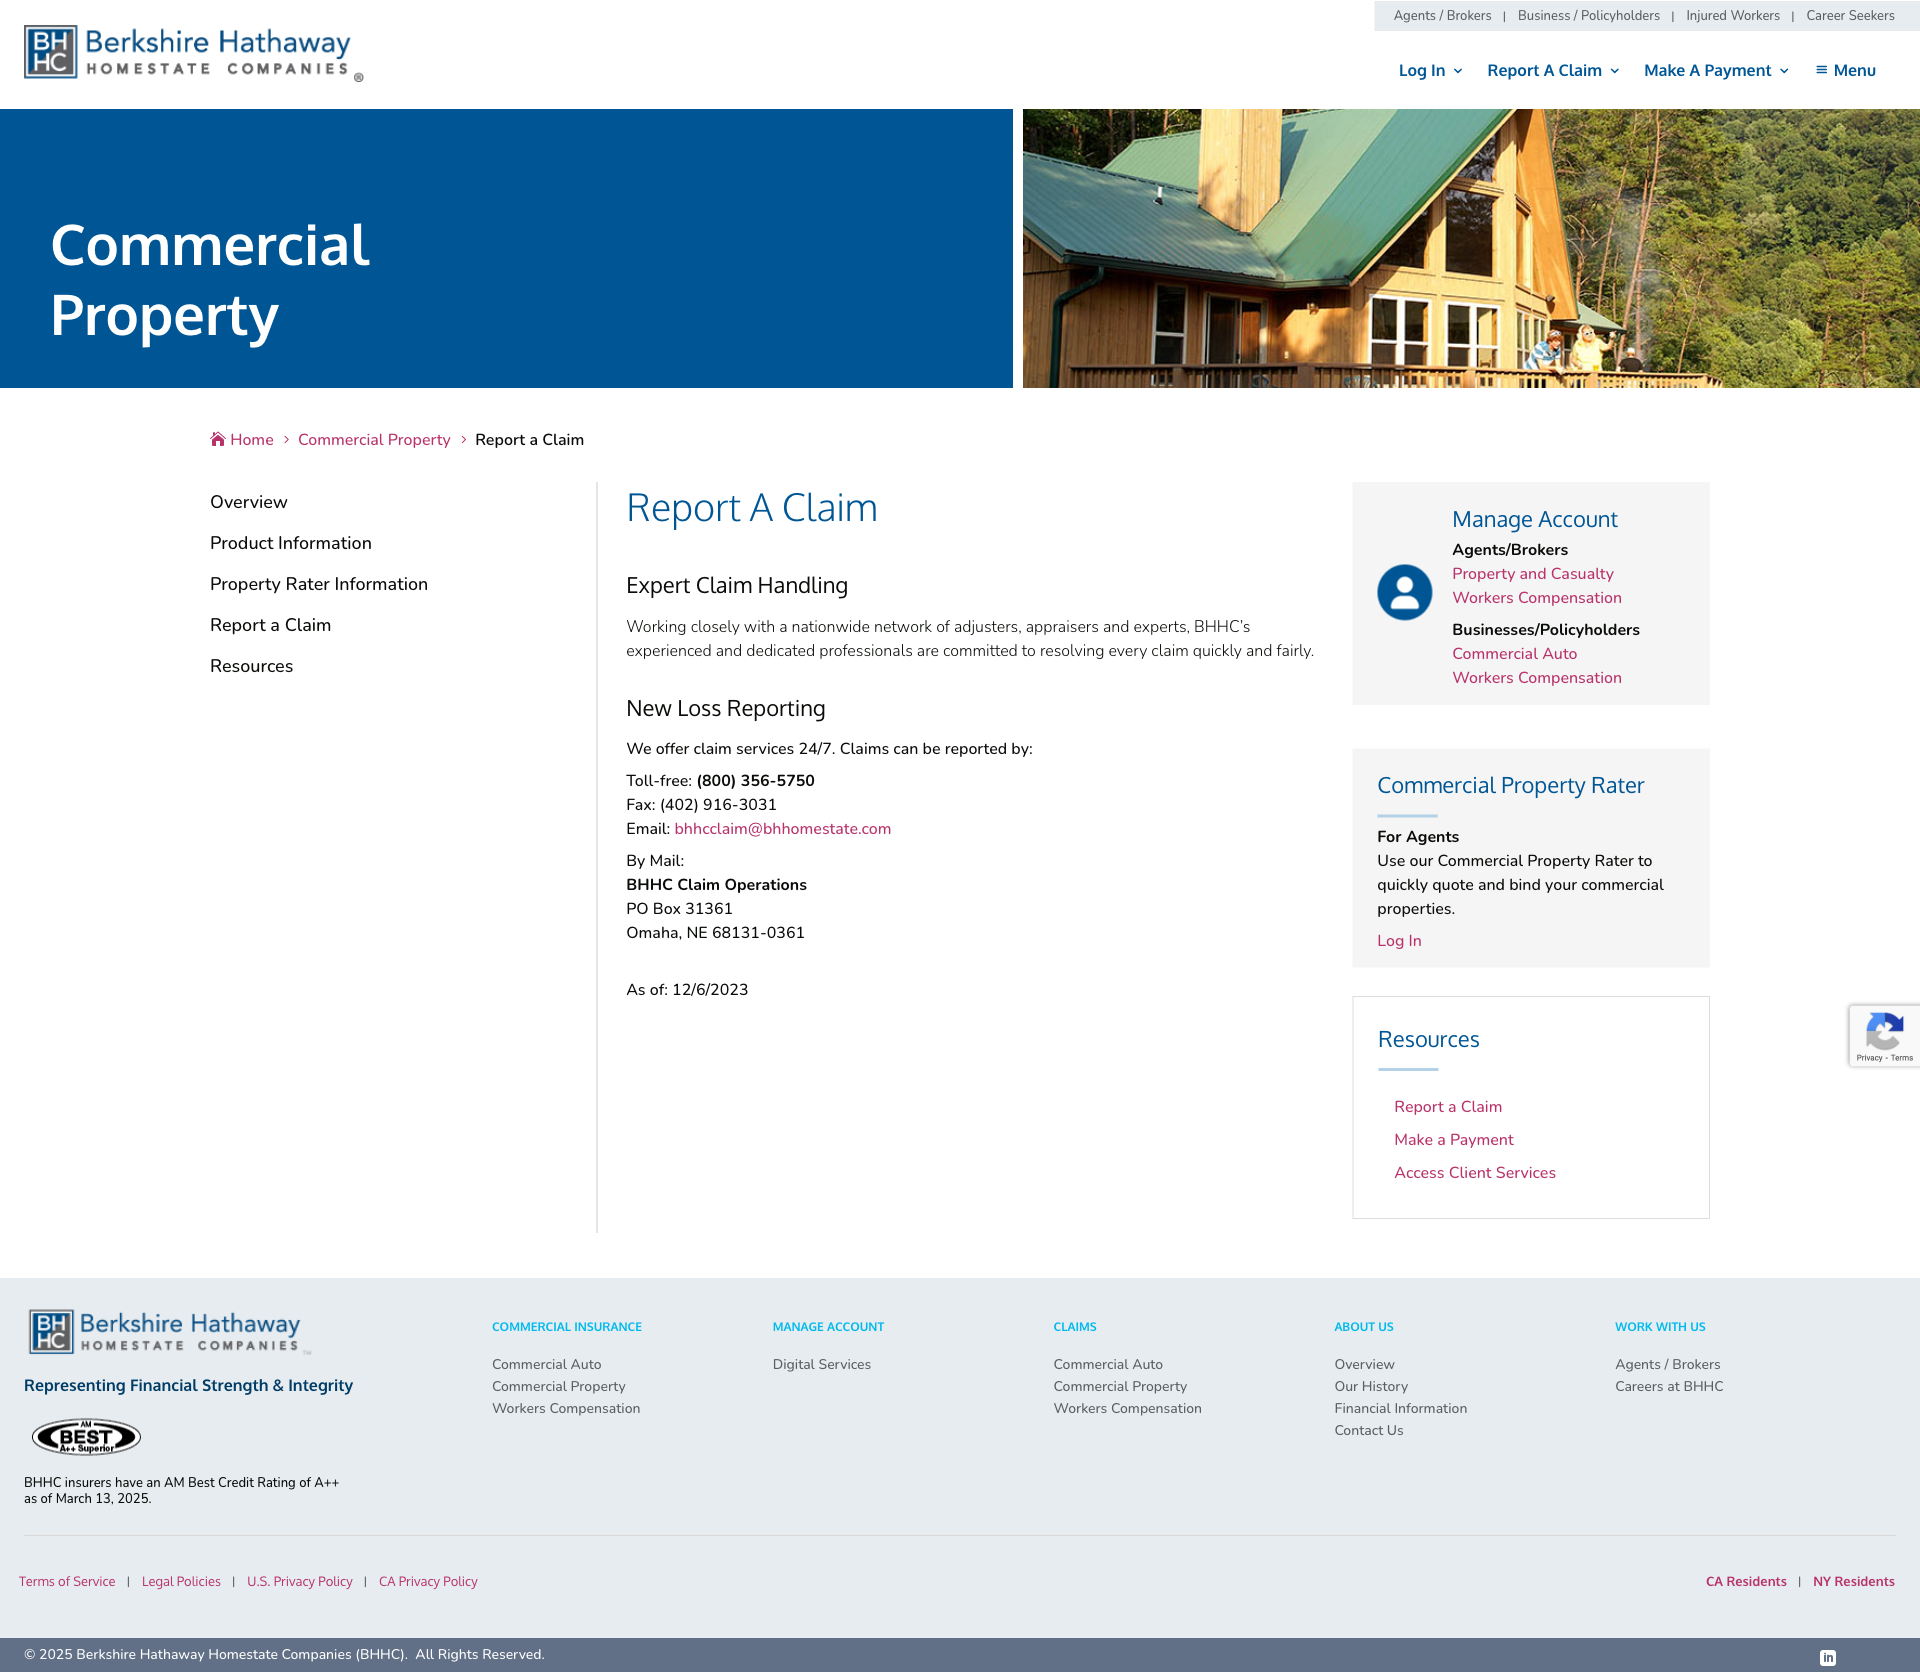 Agents / Brokers | Business / Policyholders | Injured Workers | Career Seekers
BH
HC
Berkshire Hathaway
HOMESTATE COMPANIES ®
Log In
Report A Claim
Make A Payment
Menu
Commercial
Property
Home > Commercial Property > Report a Claim
Overview
Product Information
Property Rater Information
Report a Claim
Resources
Report A Claim
Expert Claim Handling
Working closely with a nationwide network of adjusters, appraisers and experts, BHHC’s
experienced and dedicated professionals are committed to resolving every claim quickly and fairly.
New Loss Reporting
We offer claim services 24/7. Claims can be reported by:
Toll-free: (800) 356-5750
Fax: (402) 916-3031
Email: bhhcclaim@bhhomestate.com
By Mail:
BHHC Claim Operations
PO Box 31361
Omaha, NE 68131-0361
As of: 12/6/2023
Manage Account
Agents/Brokers
Property and Casualty
Workers Compensation
Businesses/Policyholders
Commercial Auto
Workers Compensation
Commercial Property Rater
For Agents
Use our Commercial Property Rater to
quickly quote and bind your commercial
properties.
Log In
Resources
Report a Claim
Make a Payment
Access Client Services
Privacy - Terms
BH
HC
Berkshire Hathaway
HOMESTATE COMPANIES TM
Representing Financial Strength & Integrity
AM
BEST
A++ Superior
BHHC insurers have an AM Best Credit Rating of A++
as of March 13, 2025.
COMMERCIAL INSURANCE
Commercial Auto
Commercial Property
Workers Compensation
MANAGE ACCOUNT
Digital Services
CLAIMS
Commercial Auto
Commercial Property
Workers Compensation
ABOUT US
Overview
Our History
Financial Information
Contact Us
WORK WITH US
Agents / Brokers
Careers at BHHC
Terms of Service | Legal Policies | U.S. Privacy Policy | CA Privacy Policy
CA Residents | NY Residents
© 2025 Berkshire Hathaway Homestate Companies (BHHC). All Rights Reserved.
in